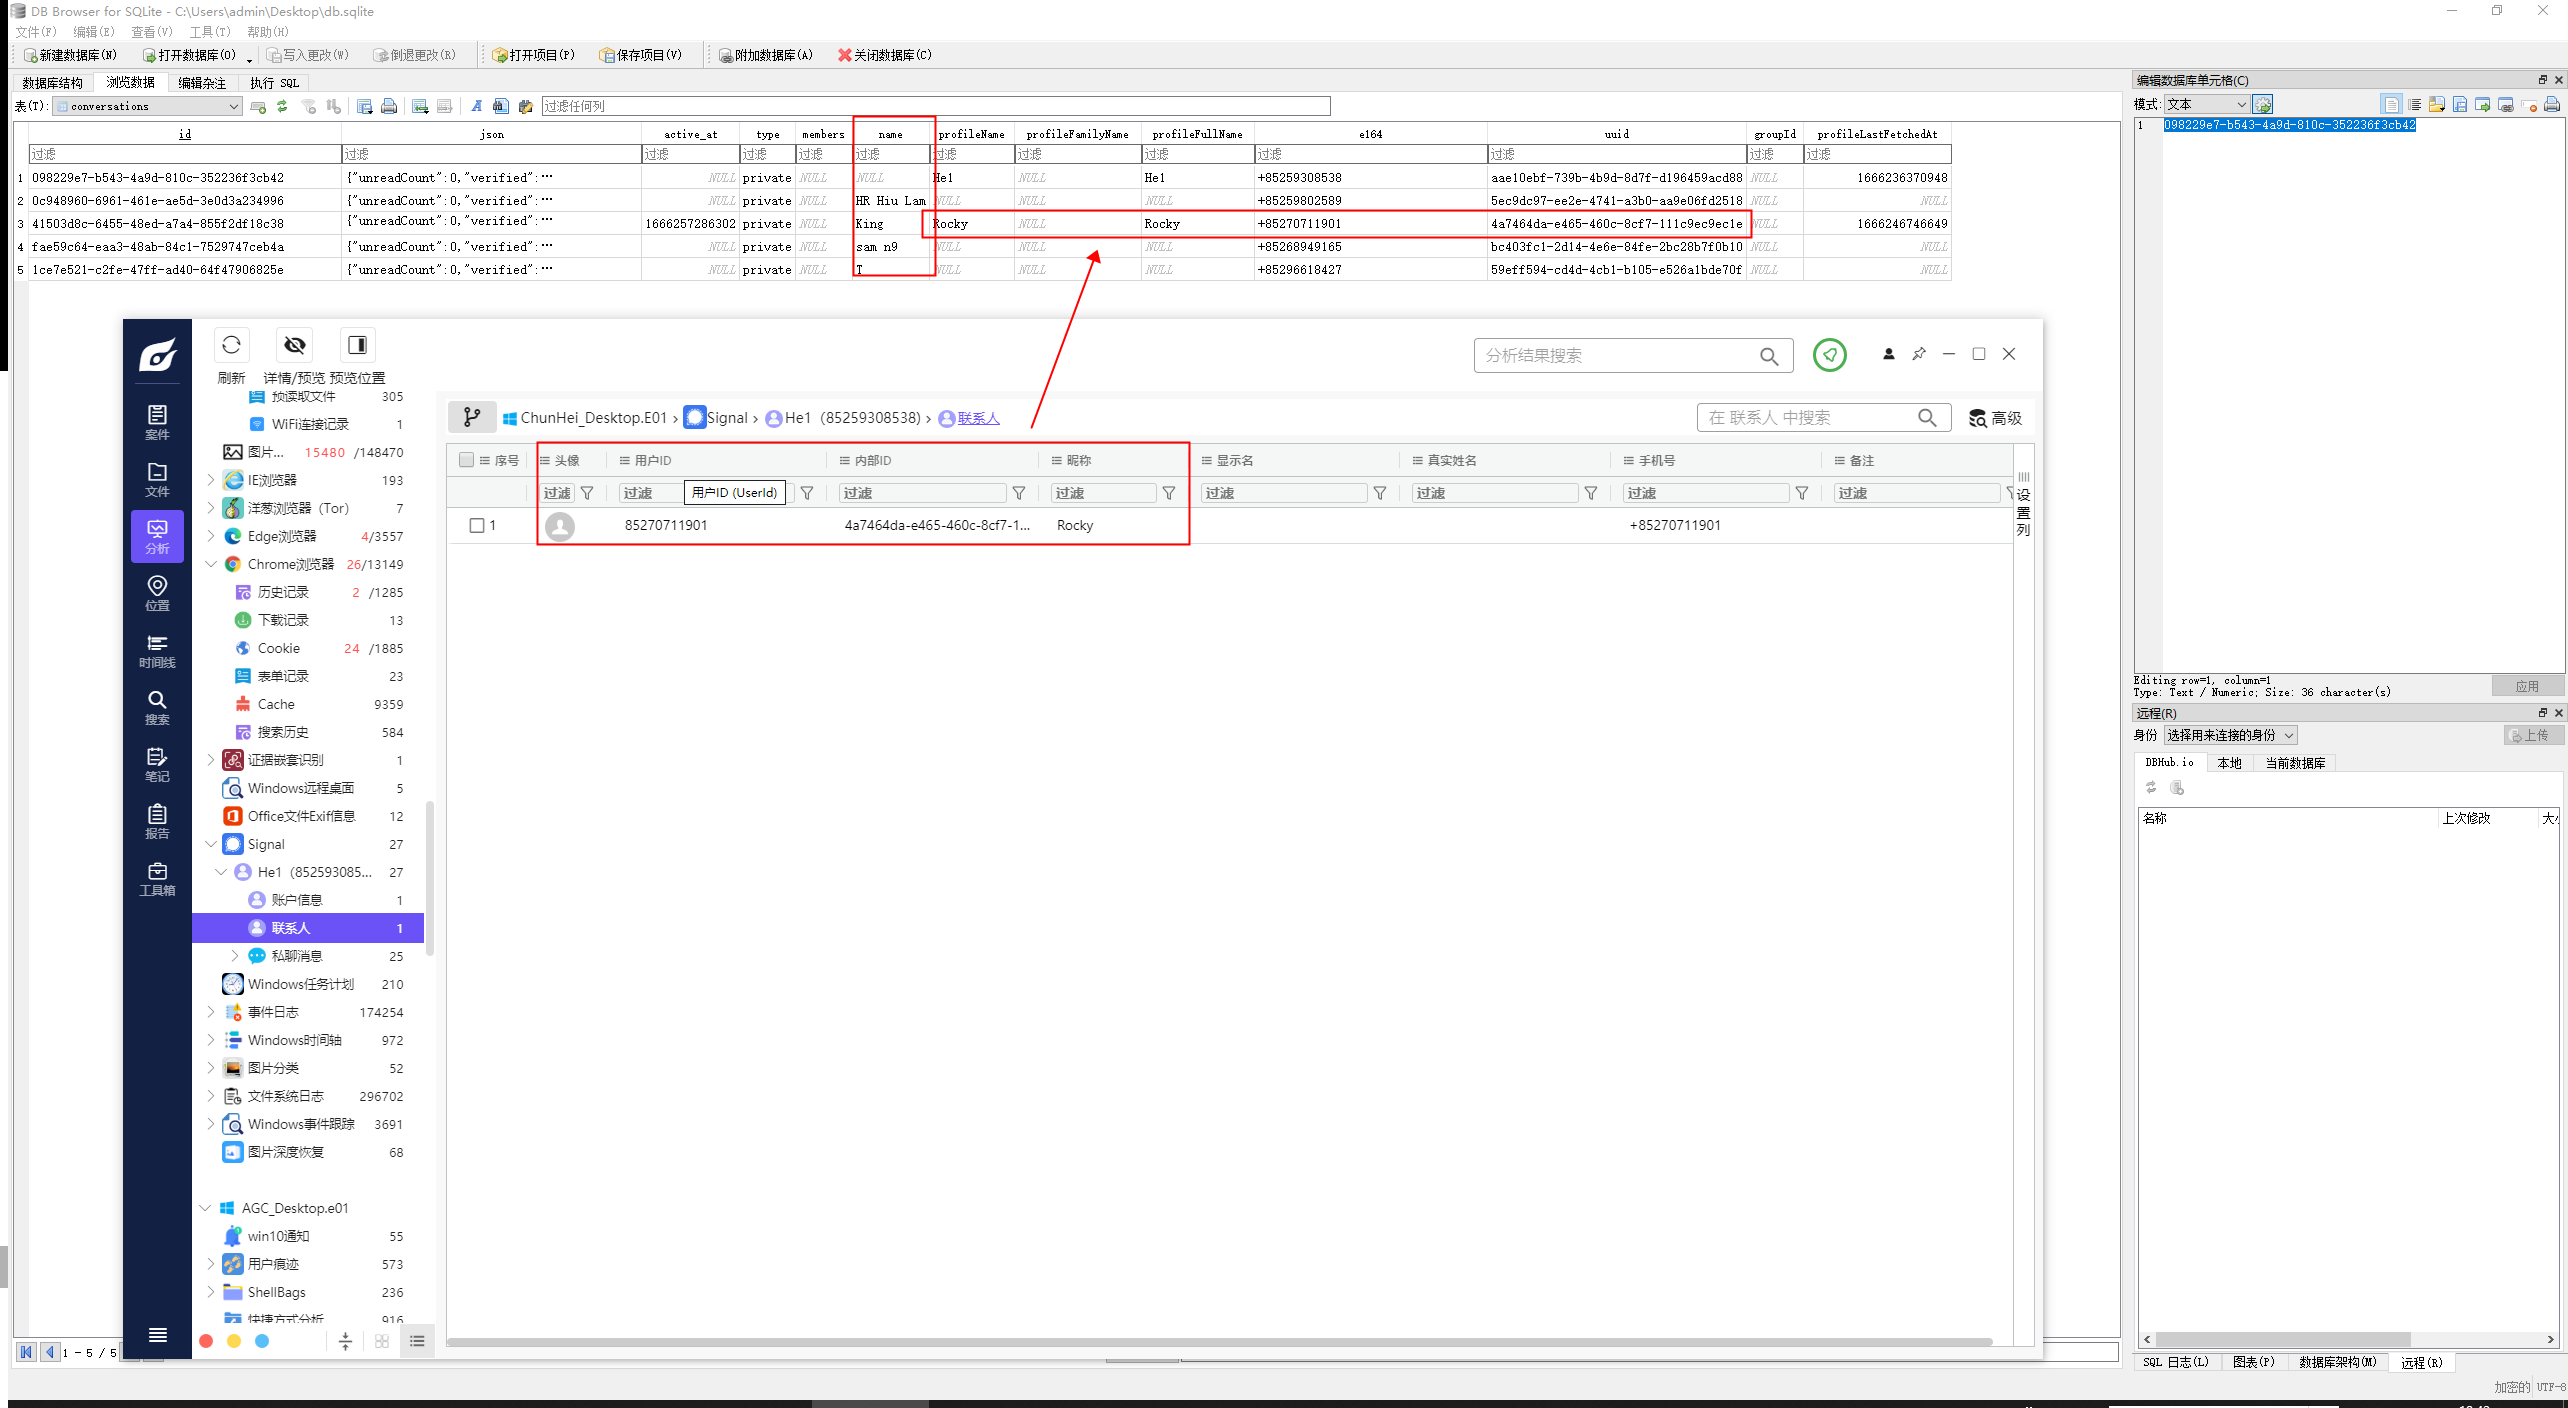 DB Browser for SQLite - C:\Users\admin\Desktop\db.sqlite
文件(F) 编辑(E) 查看(V) 工具(T) 帮助(H)
新建数据库(N) 打开数据库(O) 写入更改(W) 倒退更改(R) 打开项目(P) 保存项目(V) 附加数据库(A) 关闭数据库(C)
数据库结构 浏览数据 编辑杂注 执行 SQL
表(T): conversations 过滤任何列
id json active_at type members name profileName profileFamilyName profileFullName e164 uuid groupId profileLastFetchedAt
过滤 过滤 过滤 过滤 过滤 过滤 过滤 过滤 过滤 过滤 过滤 过滤 过滤
1 098229e7-b543-4a9d-810c-352236f3cb42 {"unreadCount":0,"verified":… NULL private NULL NULL He1 NULL He1 +85259308538 aae10ebf-739b-4b9d-8d7f-d196459acd88 NULL 1666236370948
2 0c948960-6961-461e-ae5d-3e0d3a234996 {"unreadCount":0,"verified":… NULL private NULL HR Hiu Lam NULL NULL NULL +85259802589 5ec9dc97-ee2e-4741-a3b0-aa9e06fd2518 NULL NULL
3 41503d8c-6455-48ed-a7a4-855f2df18c38 {"unreadCount":0,"verified":… 1666257286302 private NULL King Rocky NULL Rocky +85270711901 4a7464da-e465-460c-8cf7-111c9ec9ec1e NULL 1666246746649
4 fae59c64-eaa3-48ab-84c1-7529747ceb4a {"unreadCount":0,"verified":… NULL private NULL sam n9 NULL NULL NULL +85268949165 bc403fc1-2d14-4e6e-84fe-2bc28b7f0b10 NULL NULL
5 1ce7e521-c2fe-47ff-ad40-64f47906825e {"unreadCount":0,"verified":… NULL private NULL T NULL NULL NULL +85296618427 59eff594-cd4d-4cb1-b105-e526a1bde70f NULL NULL
1 - 5 / 5
编辑数据库单元格(C)
模式: 文本
1 098229e7-b543-4a9d-810c-352236f3cb42
Editing row=1, column=1
Type: Text / Numeric; Size: 36 character(s)
应用
远程(R)
身份 选择用来连接的身份 上传
DBHub.io 本地 当前数据库
名称 上次修改
SQL 日志(L) 图表(P) 数据库架构(M) 远程(R)
加密的 UTF-8
案件
文件
分析
位置
时间线
搜索
笔记
报告
工具箱
刷新 详情/预览 预览位置
分析结果搜索
预读取文件 305
WiFi连接记录 1
图片... 15480 /148470
IE浏览器 193
洋葱浏览器（Tor） 7
Edge浏览器 4/3557
Chrome浏览器 26/13149
历史记录 2 /1285
下载记录 13
Cookie 24 /1885
表单记录 23
Cache 9359
搜索历史 584
证据嵌套识别 1
Windows远程桌面 5
Office文件Exif信息 12
Signal 27
He1（852593085... 27
账户信息 1
联系人 1
私聊消息 25
Windows任务计划 210
事件日志 174254
Windows时间轴 972
图片分类 52
文件系统日志 296702
Windows事件跟踪 3691
图片深度恢复 68
AGC_Desktop.e01
win10通知 55
用户痕迹 573
ShellBags 236
快捷方式分析 916
ChunHei_Desktop.E01 › Signal › He1（85259308538） › 联系人
在 联系人 中搜索 高级
序号 头像 用户ID 内部ID 昵称 显示名 真实姓名 手机号 备注
过滤 过滤 过滤 过滤 过滤 过滤 过滤 过滤
用户ID (UserId)
1 85270711901 4a7464da-e465-460c-8cf7-1... Rocky +85270711901
设置列